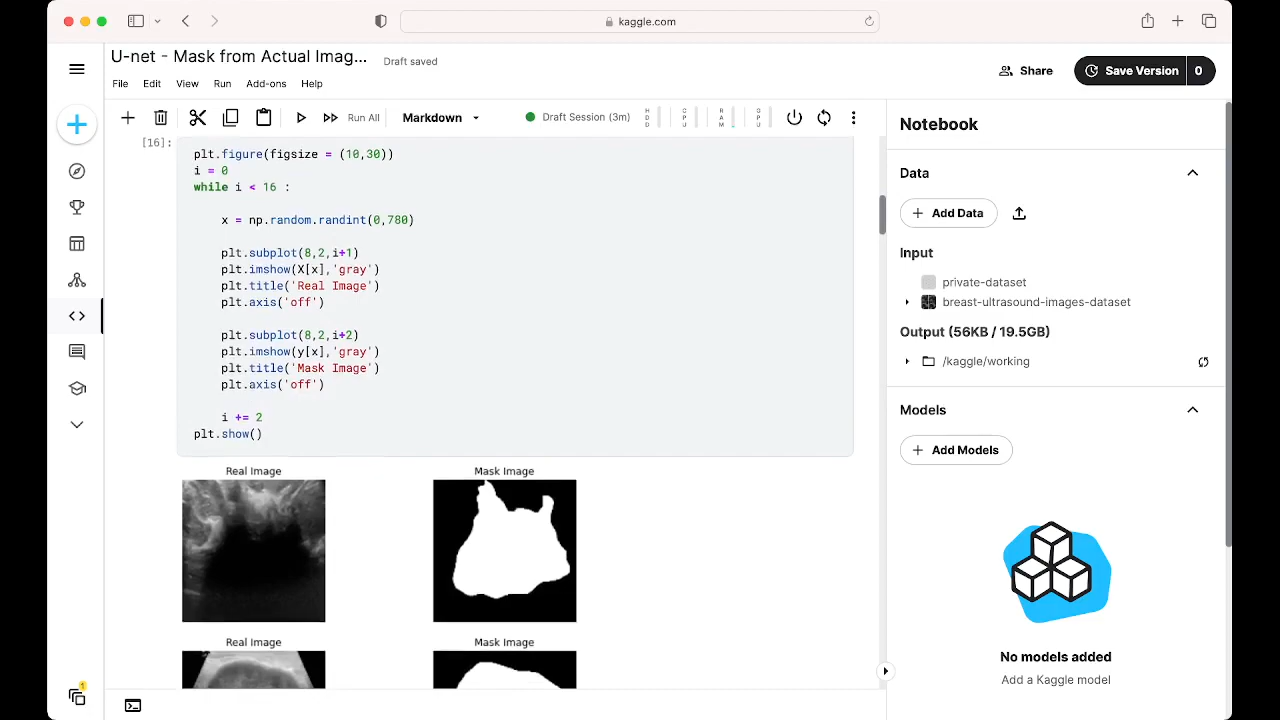 kaggle.com
U-net - Mask from Actual Imag...
Draft saved
File Edit View Run Add-ons Help
Share
Save Version 0
Run All
Markdown
Draft Session (3m)
HDD
CPU
RAM
GPU
[16]:
plt.figure(figsize = (10,30))
i = 0
while i < 16 :
x = np.random.randint(0,780)
plt.subplot(8,2,i+1)
plt.imshow(X[x],'gray')
plt.title('Real Image')
plt.axis('off')
plt.subplot(8,2,i+2)
plt.imshow(y[x],'gray')
plt.title('Mask Image')
plt.axis('off')
i += 2
plt.show()
Real Image Mask Image
Real Image Mask Image
Notebook
Data
+ Add Data
Input
private-dataset
breast-ultrasound-images-dataset
Output (56KB / 19.5GB)
/kaggle/working
Models
+ Add Models
No models added
Add a Kaggle model
1